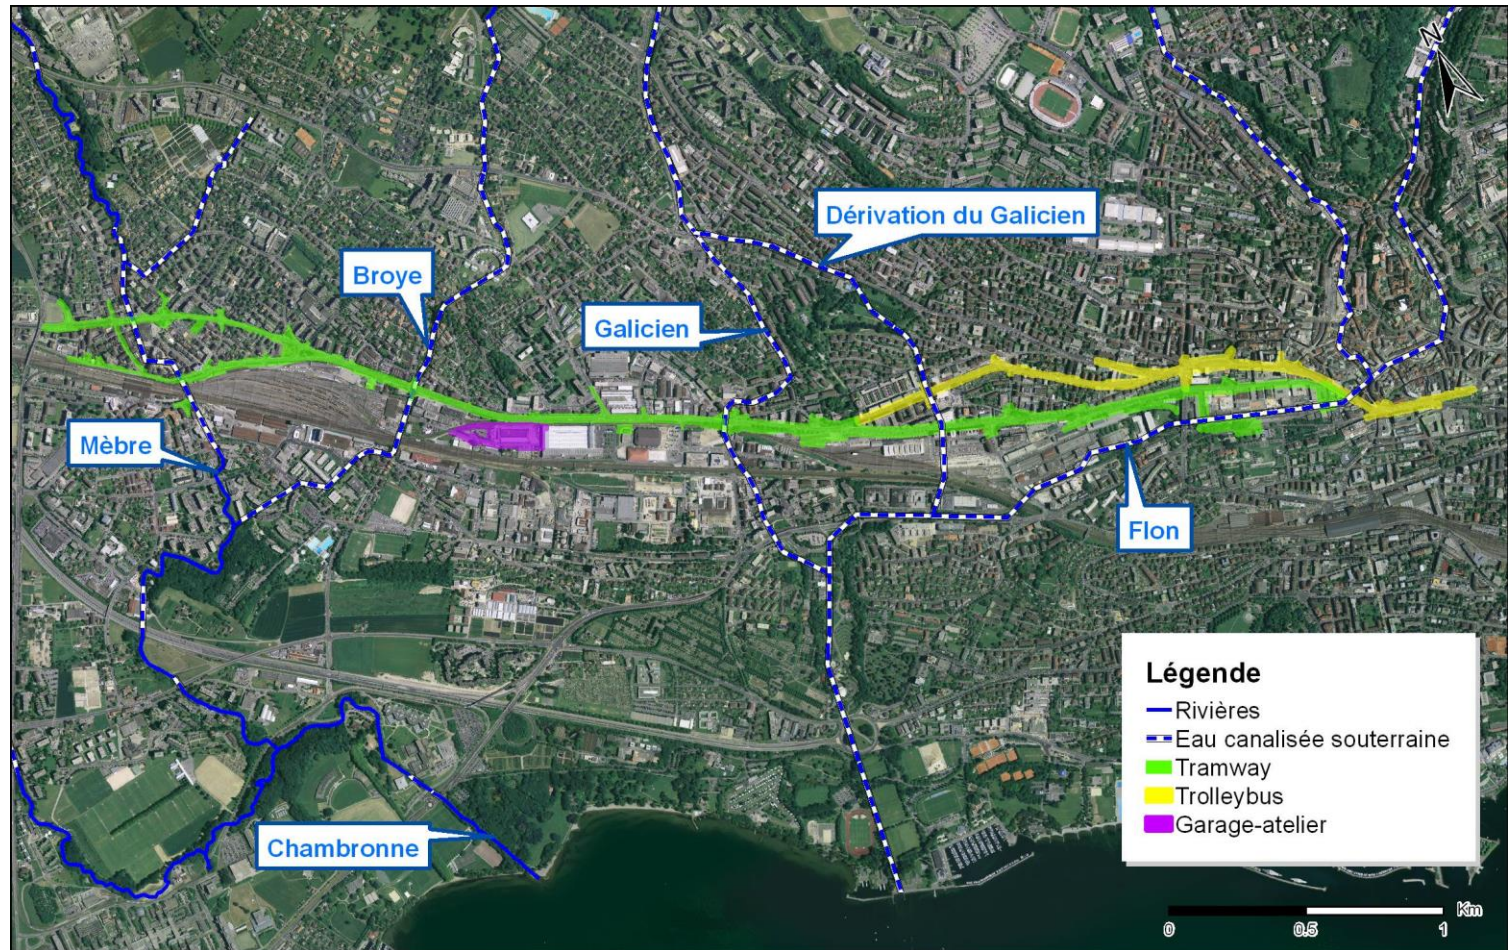 N
Dérivation du Galicien
Broye
Galicien
Mèbre
Flon
Chambronne
Légende
Rivières
Eau canalisée souterraine
Tramway
Trolleybus
Garage-atelier
Km
0 0.5 1